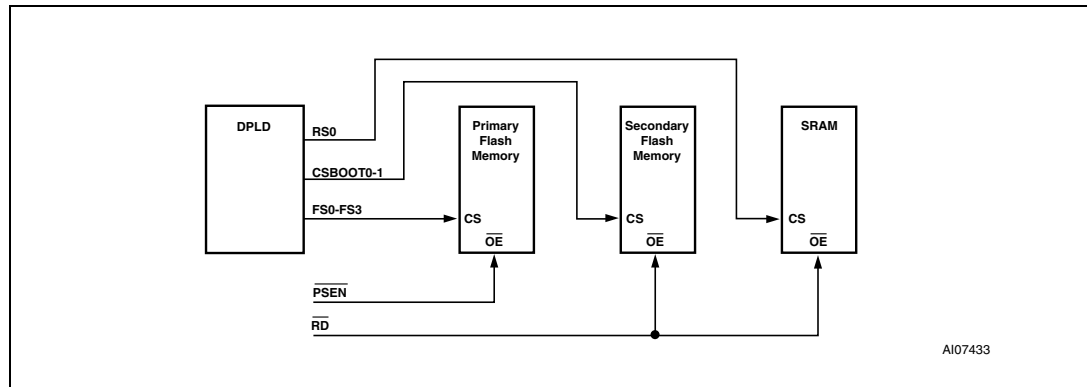 DPLD
RS0
CSBOOT0-1
FS0-FS3
Primary
Flash
Memory
CS
OE
Secondary
Flash
Memory
CS
OE
SRAM
CS
OE
PSEN
RD
AI07433